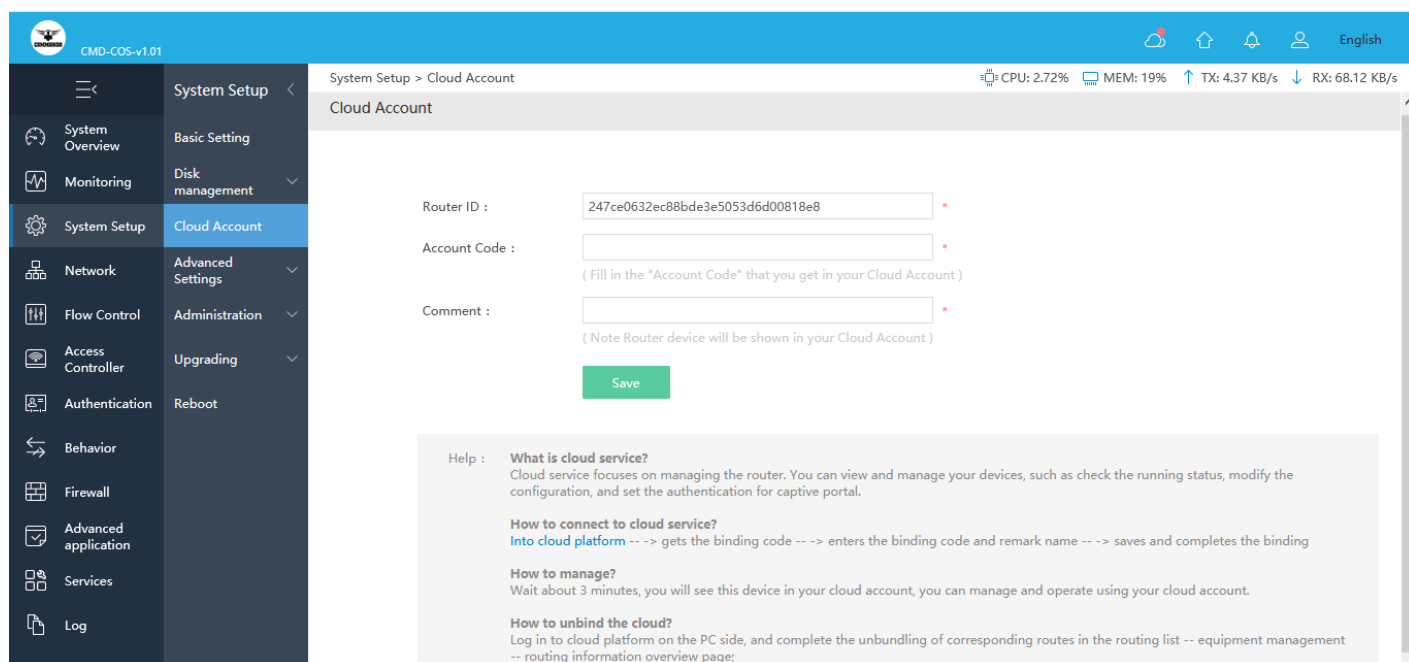 COMMANDO
CMD-COS-v1.01
English
System Setup
System Setup > Cloud Account
CPU: 2.72%
MEM: 19%
TX: 4.37 KB/s
RX: 68.12 KB/s
Cloud Account
System
Overview
Monitoring
System Setup
Network
Flow Control
Access
Controller
Authentication
Behavior
Firewall
Advanced
application
Services
Log
Basic Setting
Disk
management
Cloud Account
Advanced
Settings
Administration
Upgrading
Reboot
Router ID : 247ce0632ec88bde3e5053d6d00818e8 *
Account Code : *
( Fill in the "Account Code" that you get in your Cloud Account )
Comment : *
( Note Router device will be shown in your Cloud Account )
Save
Help : What is cloud service?
Cloud service focuses on managing the router. You can view and manage your devices, such as check the running status, modify the
configuration, and set the authentication for captive portal.
How to connect to cloud service?
Into cloud platform -- -> gets the binding code -- -> enters the binding code and remark name -- -> saves and completes the binding
How to manage?
Wait about 3 minutes, you will see this device in your cloud account, you can manage and operate using your cloud account.
How to unbind the cloud?
Log in to cloud platform on the PC side, and complete the unbundling of corresponding routes in the routing list -- equipment management
-- routing information overview page;